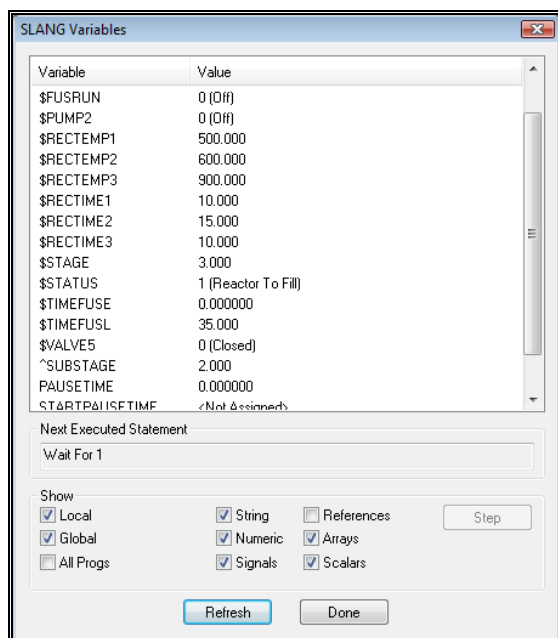 SLANG Variables
Variable Value
$FUSRUN 0 (Off)
$PUMP2 0 (Off)
$RECTEMP1 500.000
$RECTEMP2 600.000
$RECTEMP3 900.000
$RECTIME1 10.000
$RECTIME2 15.000
$RECTIME3 10.000
$STAGE 3.000
$STATUS 1 (Reactor To Fill)
$TIMEFUSE 0.000000
$TIMEFUSL 35.000
$VALVE5 0 (Closed)
^SUBSTAGE 2.000
PAUSETIME 0.000000
STARTPAUSETIME <Not Assigned>
Next Executed Statement
Wait For 1
Show
Local String References Step
Global Numeric Arrays
All Progs Signals Scalars
Refresh Done